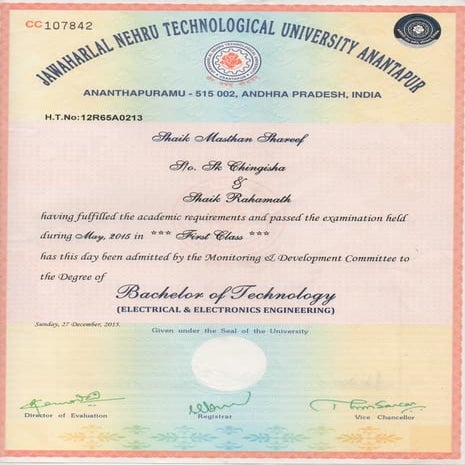 CC107842
JAWAHARLAL NEHRU TECHNOLOGICAL UNIVERSITY ANANTAPUR
ANANTHAPURAMU - 515 002, ANDHRA PRADESH, INDIA
H.T.No:12R65A0213
Shaik Masthan Shareef
S/o. Sk Chingisha
&
Shaik Rahamath
having fulfilled the academic requirements and passed the examination held
during May, 2015 in *** First Class ***
has this day been admitted by the Monitoring & Development Committee to
the Degree of
Bachelor of Technology
(ELECTRICAL & ELECTRONICS ENGINEERING)
Sunday, 27 December, 2015.
Given under the Seal of the University
Director of Evaluation
Registrar
Vice Chancellor